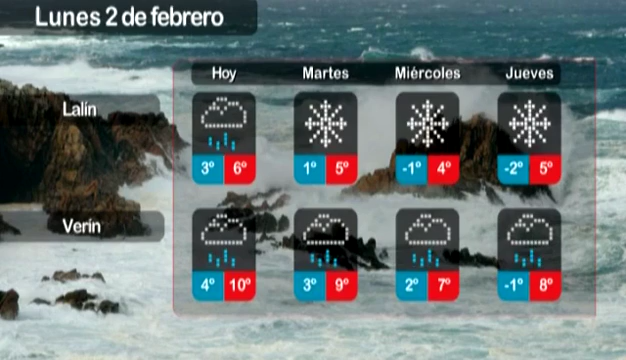 Lunes 2 de febrero
Hoy Martes Miércoles Jueves
Lalín
3º 6º 1º 5º -1º 4º -2º 5º
Verín
4º 10º 3º 9º 2º 7º -1º 8º